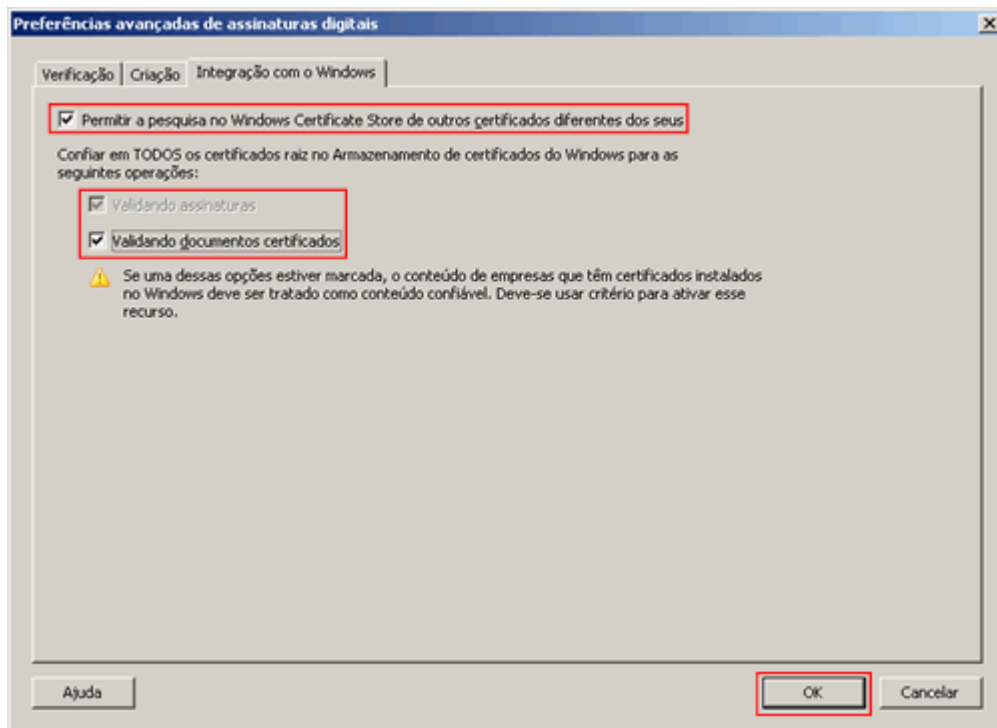 Preferências avançadas de assinaturas digitais
Verificação Criação Integração com o Windows
Permitir a pesquisa no Windows Certificate Store de outros certificados diferentes dos seus
Confiar em TODOS os certificados raiz no Armazenamento de certificados do Windows para as
seguintes operações:
Validando assinaturas
Validando documentos certificados
Se uma dessas opções estiver marcada, o conteúdo de empresas que têm certificados instalados
no Windows deve ser tratado como conteúdo confiável. Deve-se usar critério para ativar esse
recurso.
Ajuda OK Cancelar